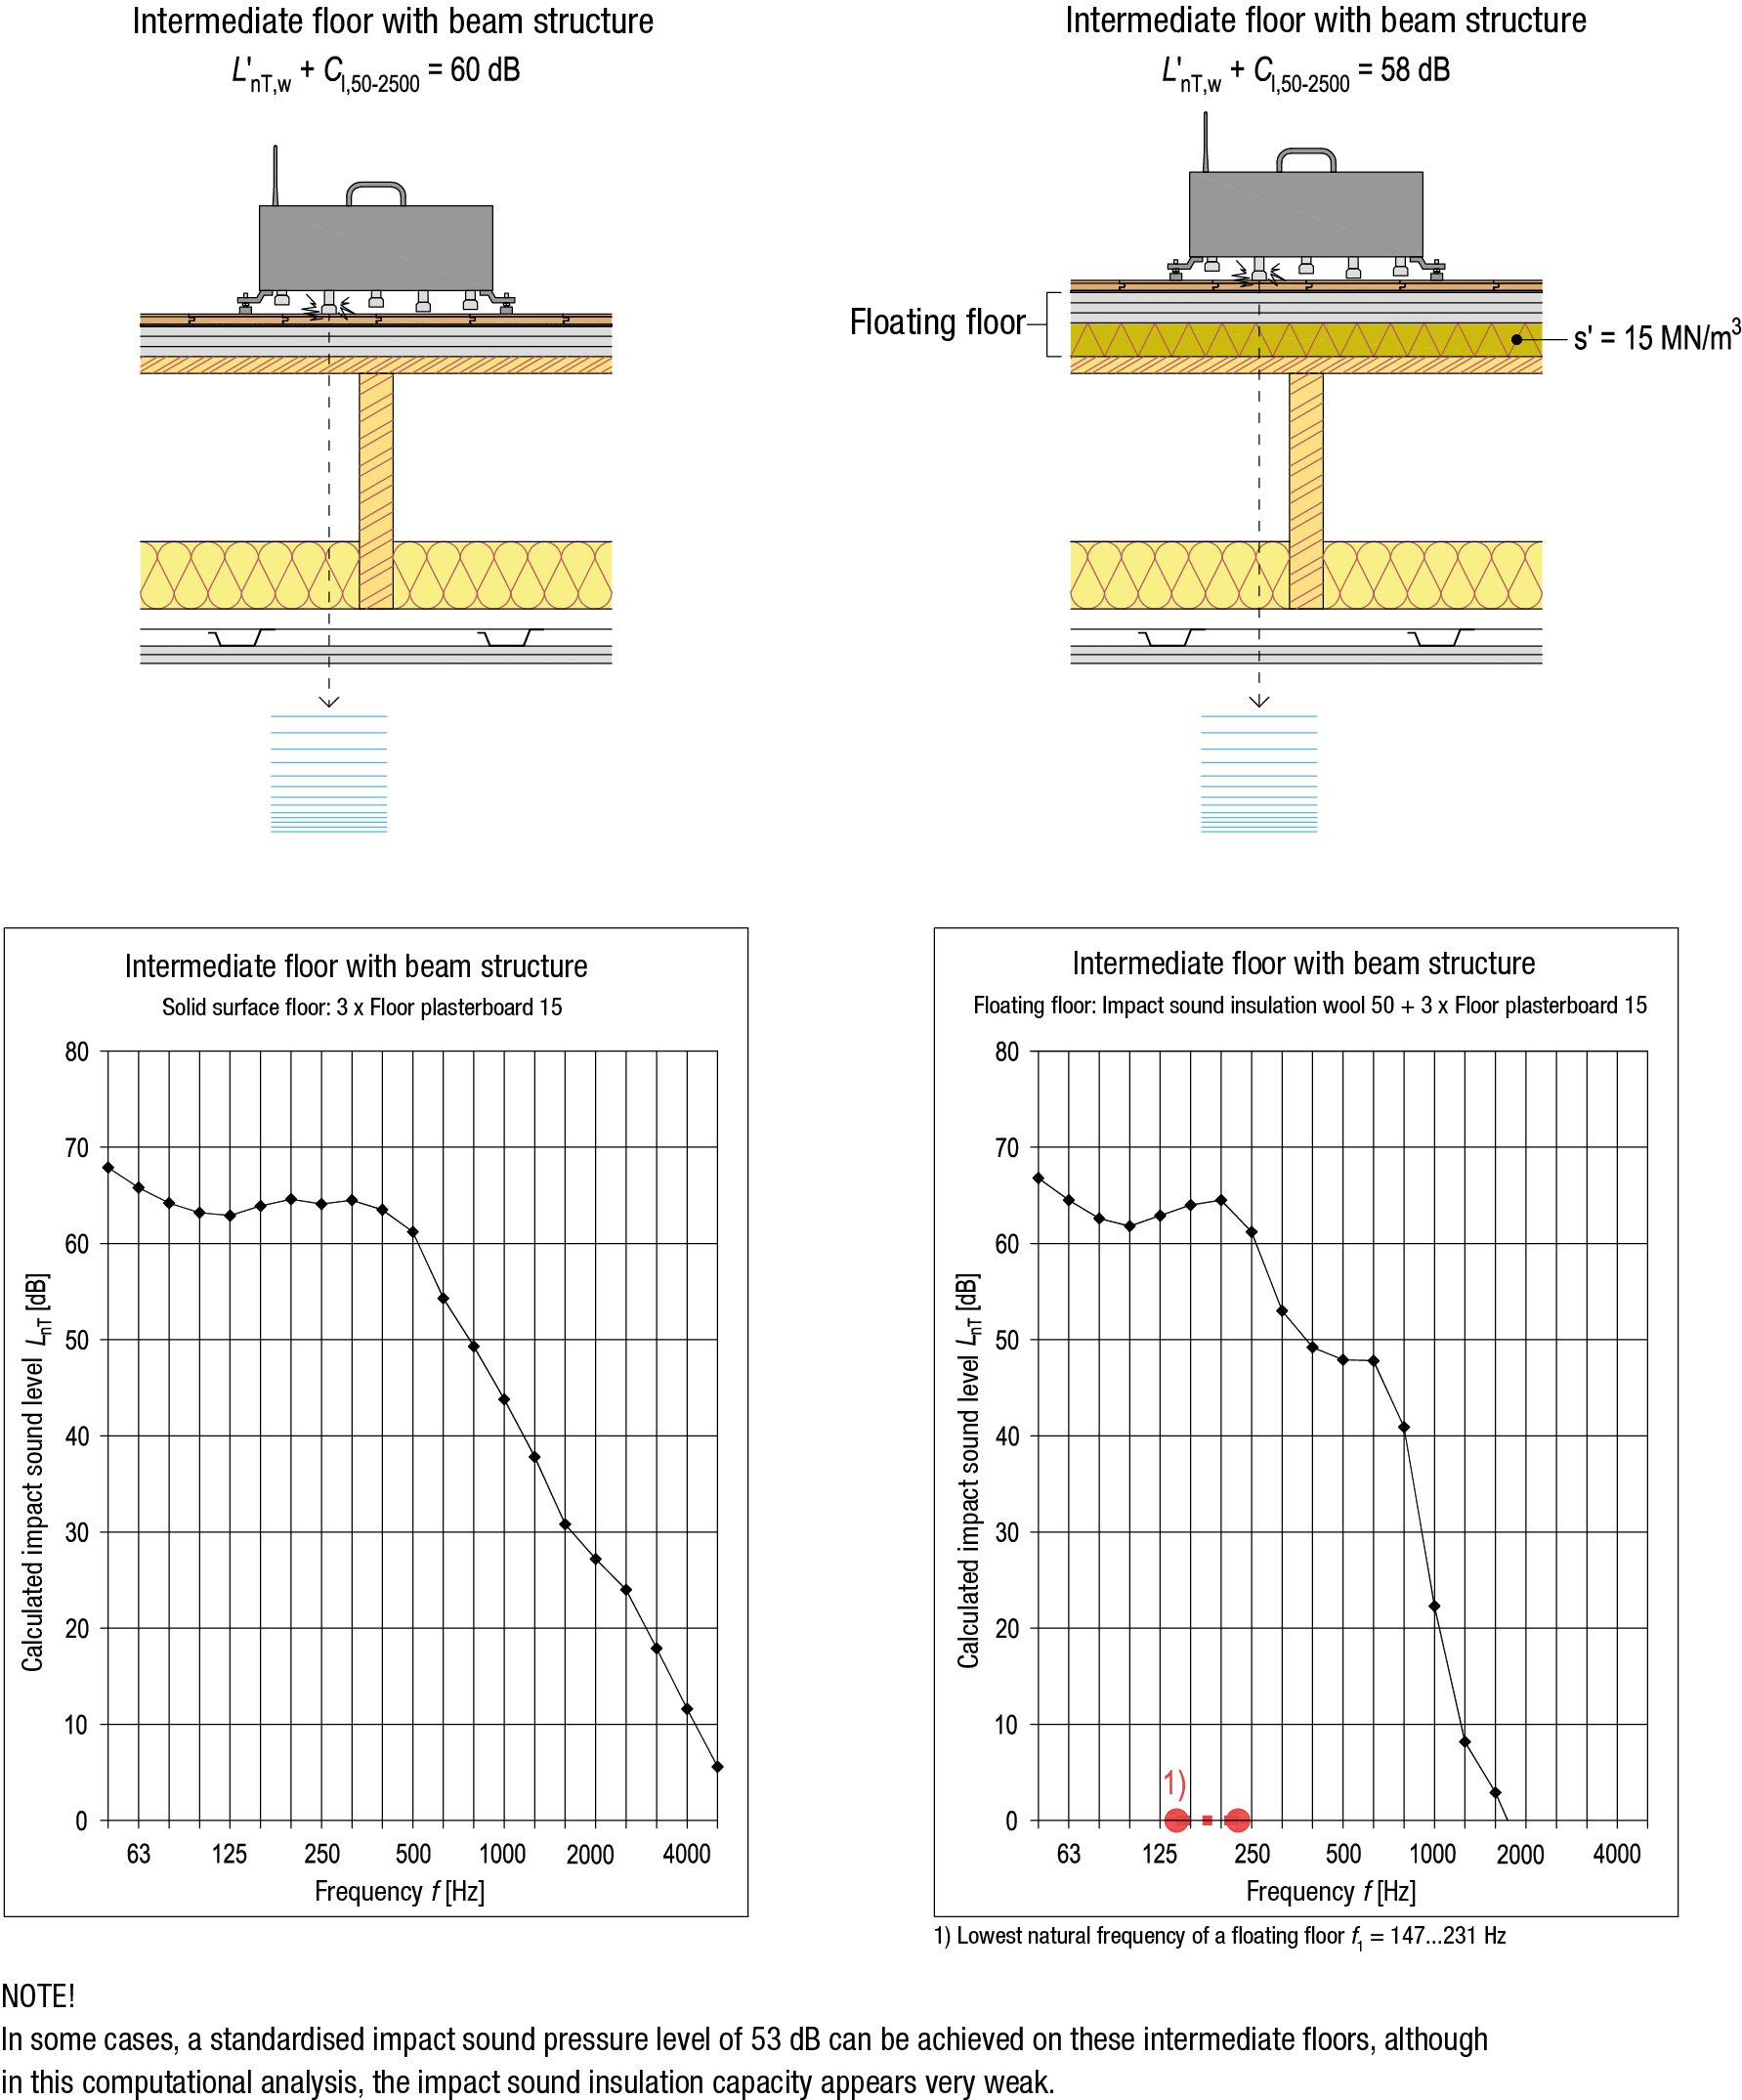 Intermediate floor with beam structure
L'nT,w + CI,50-2500 = 60 dB
Intermediate floor with beam structure
L'nT,w + CI,50-2500 = 58 dB
Floating floor
s' = 15 MN/m³
Intermediate floor with beam structure
Solid surface floor: 3 x Floor plasterboard 15
Calculated impact sound level LnT [dB]
80
70
60
50
40
30
20
10
0
63 125 250 500 1000 2000 4000
Frequency f [Hz]
Intermediate floor with beam structure
Floating floor: Impact sound insulation wool 50 + 3 x Floor plasterboard 15
Calculated impact sound level LnT [dB]
80
70
60
50
40
30
20
10
0
1)
63 125 250 500 1000 2000 4000
Frequency f [Hz]
1) Lowest natural frequency of a floating floor f1 = 147...231 Hz
NOTE!
In some cases, a standardised impact sound pressure level of 53 dB can be achieved on these intermediate floors, although
in this computational analysis, the impact sound insulation capacity appears very weak.